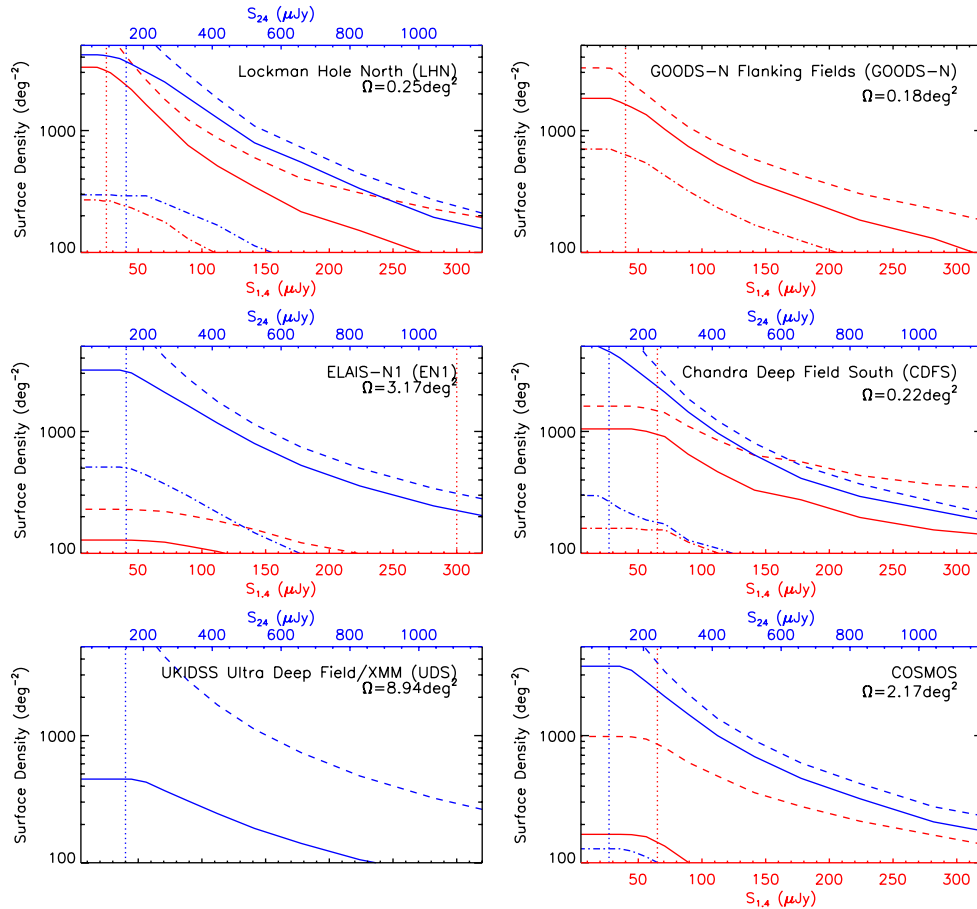 S₂₄ (μJy)
200 400 600 800 1000
Lockman Hole North (LHN)
Ω=0.25deg²
Surface Density (deg⁻²)
1000
100
50 100 150 200 250 300
S₁.₄ (μJy)
GOODS-N Flanking Fields (GOODS-N)
Ω=0.18deg²
Surface Density (deg⁻²)
1000
100
50 100 150 200 250 300
S₁.₄ (μJy)
S₂₄ (μJy)
200 400 600 800 1000
ELAIS-N1 (EN1)
Ω=3.17deg²
Surface Density (deg⁻²)
1000
100
50 100 150 200 250 300
S₁.₄ (μJy)
S₂₄ (μJy)
200 400 600 800 1000
Chandra Deep Field South (CDFS)
Ω=0.22deg²
Surface Density (deg⁻²)
1000
100
50 100 150 200 250 300
S₁.₄ (μJy)
S₂₄ (μJy)
200 400 600 800 1000
UKIDSS Ultra Deep Field/XMM (UDS)
Ω=8.94deg²
Surface Density (deg⁻²)
1000
100
S₂₄ (μJy)
200 400 600 800 1000
COSMOS
Ω=2.17deg²
Surface Density (deg⁻²)
1000
100
50 100 150 200 250 300
S₁.₄ (μJy)